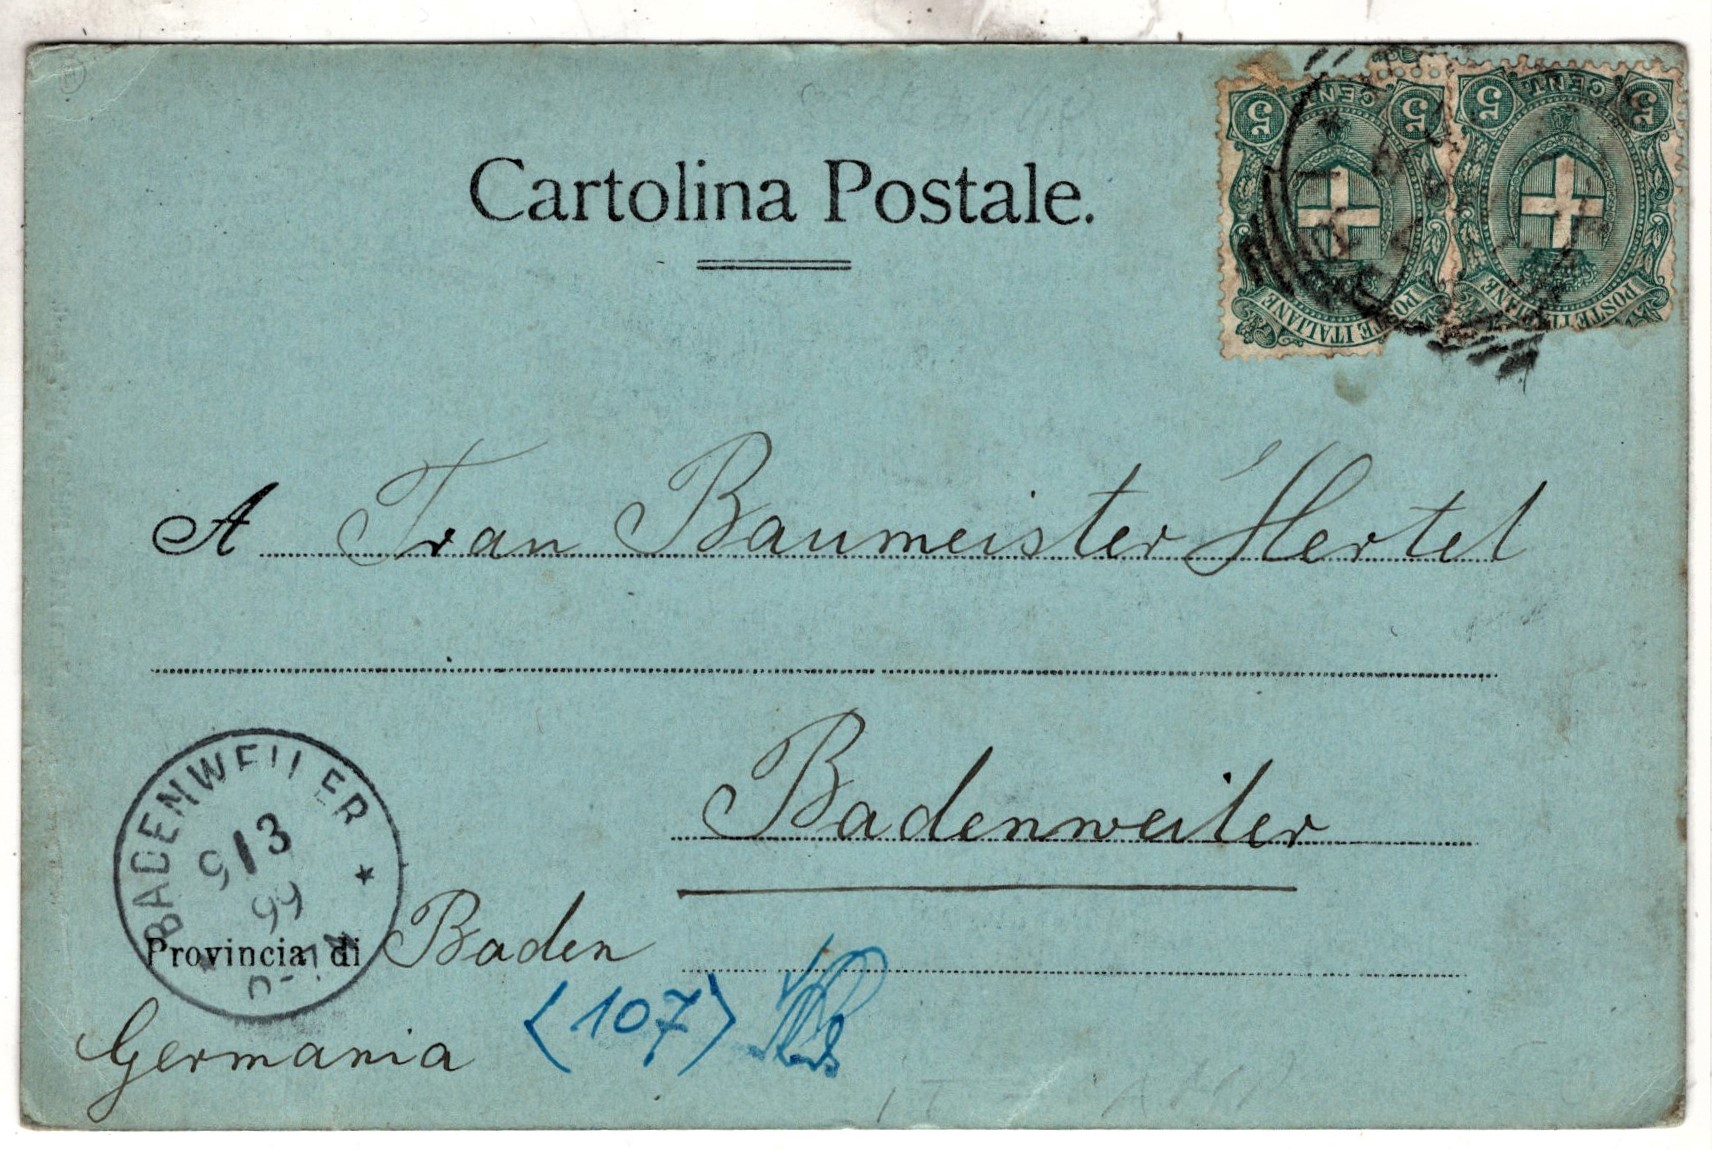 Cartolina Postale.
5 CENT. 5
POSTE ITALIANE
5 CENT. 5
POSTE ITALIANE
A Frau Baumeister Hertel
Badenweiler
BADENWEILER
9 3
99
Provincia di Baden
Germania
(107)